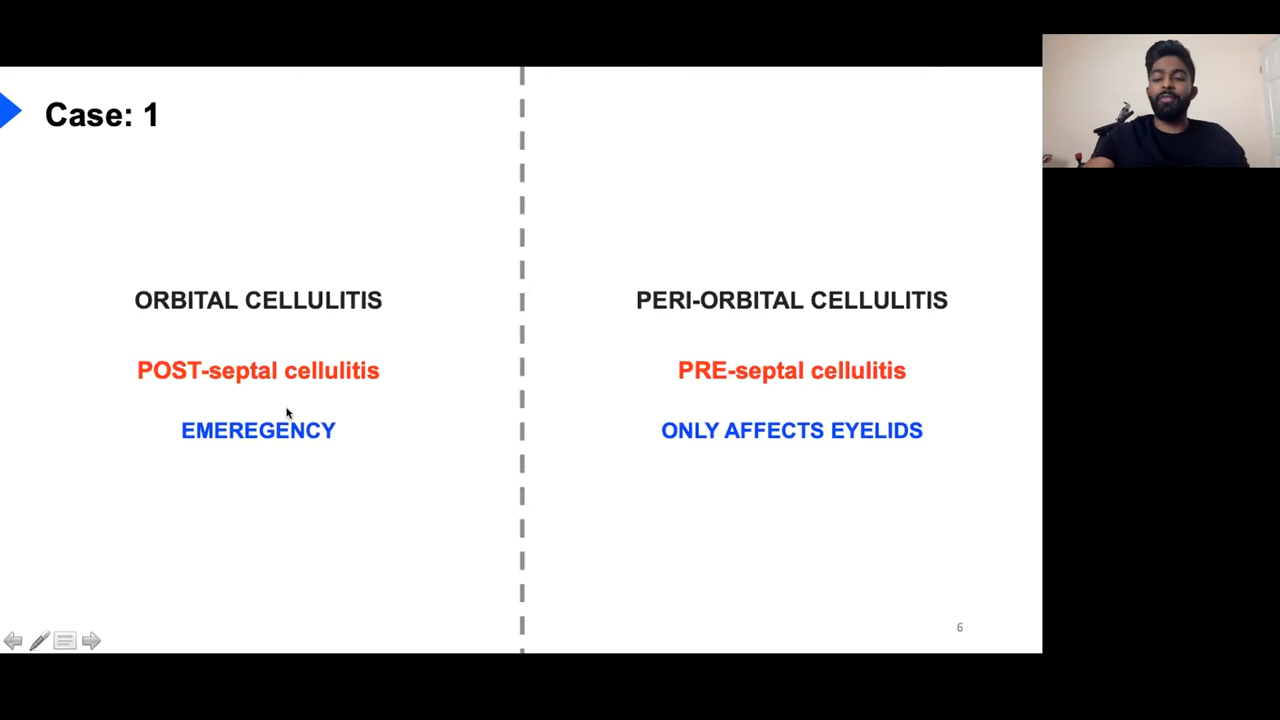 Case: 1
ORBITAL CELLULITIS
POST-septal cellulitis
EMEREGENCY
PERI-ORBITAL CELLULITIS
PRE-septal cellulitis
ONLY AFFECTS EYELIDS
6